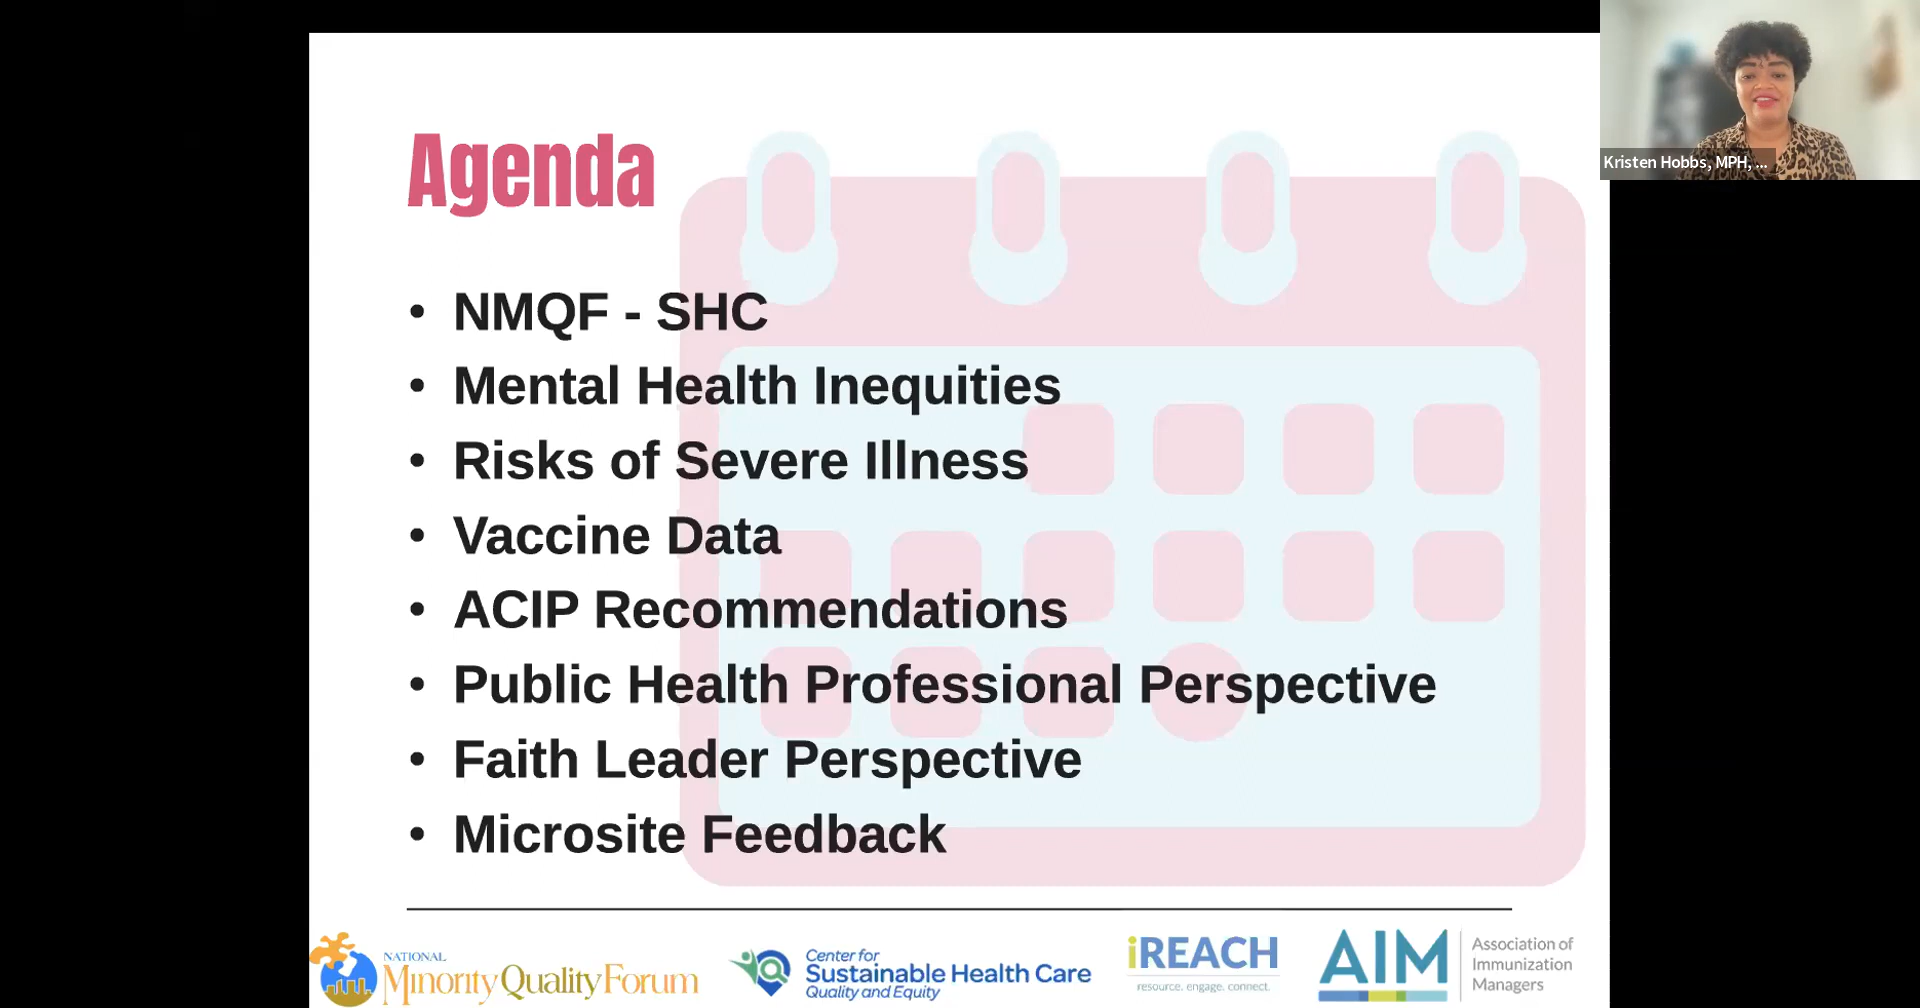 Agenda
• NMQF - SHC
• Mental Health Inequities
• Risks of Severe Illness
• Vaccine Data
• ACIP Recommendations
• Public Health Professional Perspective
• Faith Leader Perspective
• Microsite Feedback
Kristen Hobbs, MPH, ...
NATIONAL
Minority Quality Forum
Center for
Sustainable Health Care
Quality and Equity
iREACH
resource. engage. connect.
AIM
Association of
Immunization
Managers